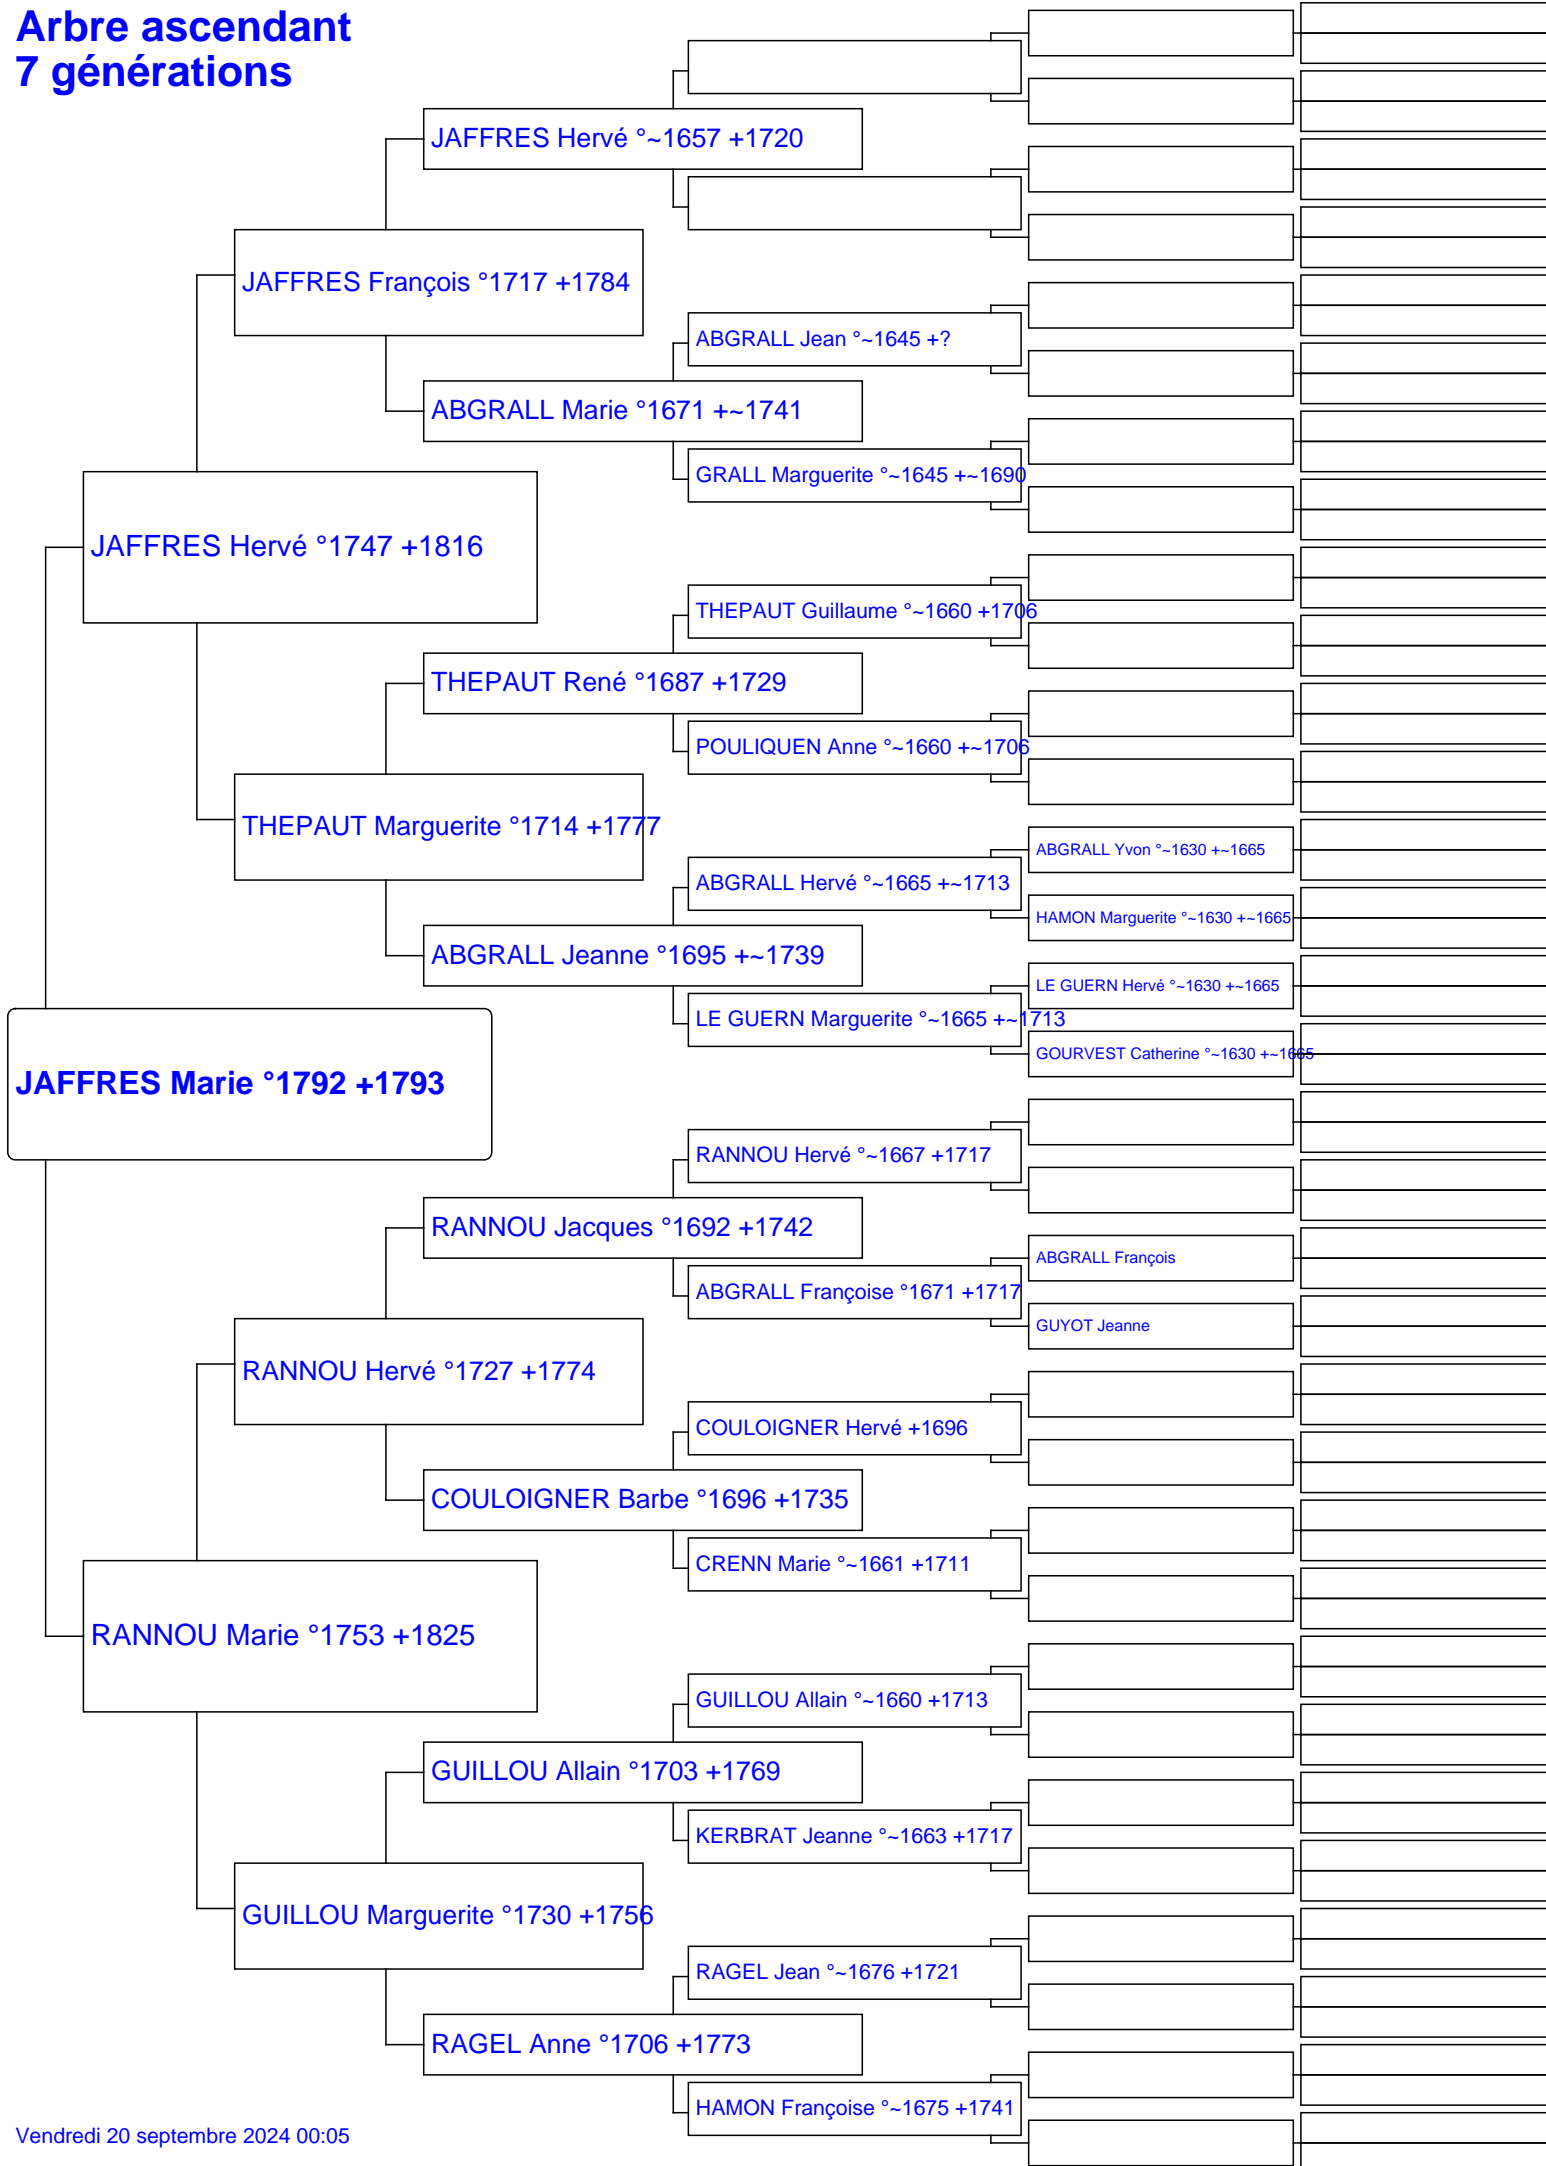 Arbre ascendant
7 générations
JAFFRES Hervé °~1657 +1720
JAFFRES François °1717 +1784
ABGRALL Jean °~1645 +?
ABGRALL Marie °1671 +~1741
GRALL Marguerite °~1645 +~1690
JAFFRES Hervé °1747 +1816
THEPAUT Guillaume °~1660 +1706
THEPAUT René °1687 +1729
POULIQUEN Anne °~1660 +~1706
THEPAUT Marguerite °1714 +1777
ABGRALL Yvon °~1630 +~1665
ABGRALL Hervé °~1665 +~1713
HAMON Marguerite °~1630 +~1665
ABGRALL Jeanne °1695 +~1739
LE GUERN Hervé °~1630 +~1665
LE GUERN Marguerite °~1665 +~1713
GOURVEST Catherine °~1630 +~1665
JAFFRES Marie °1792 +1793
RANNOU Hervé °~1667 +1717
RANNOU Jacques °1692 +1742
ABGRALL François
ABGRALL Françoise °1671 +1717
GUYOT Jeanne
RANNOU Hervé °1727 +1774
COULOIGNER Hervé +1696
COULOIGNER Barbe °1696 +1735
CRENN Marie °~1661 +1711
RANNOU Marie °1753 +1825
GUILLOU Allain °~1660 +1713
GUILLOU Allain °1703 +1769
KERBRAT Jeanne °~1663 +1717
GUILLOU Marguerite °1730 +1756
RAGEL Jean °~1676 +1721
RAGEL Anne °1706 +1773
HAMON Françoise °~1675 +1741
Vendredi 20 septembre 2024 00:05